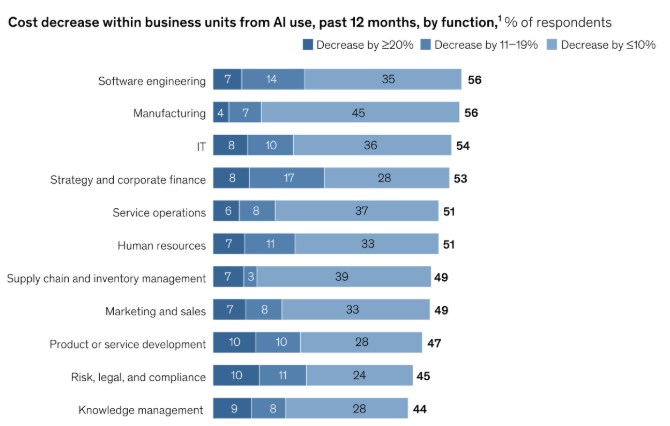 Cost decrease within business units from AI use, past 12 months, by function,¹ % of respondents
Decrease by ≥20% Decrease by 11–19% Decrease by ≤10%
Software engineering 7 14 35 56
Manufacturing 4 7 45 56
IT 8 10 36 54
Strategy and corporate finance 8 17 28 53
Service operations 6 8 37 51
Human resources 7 11 33 51
Supply chain and inventory management 7 3 39 49
Marketing and sales 7 8 33 49
Product or service development 10 10 28 47
Risk, legal, and compliance 10 11 24 45
Knowledge management 9 8 28 44